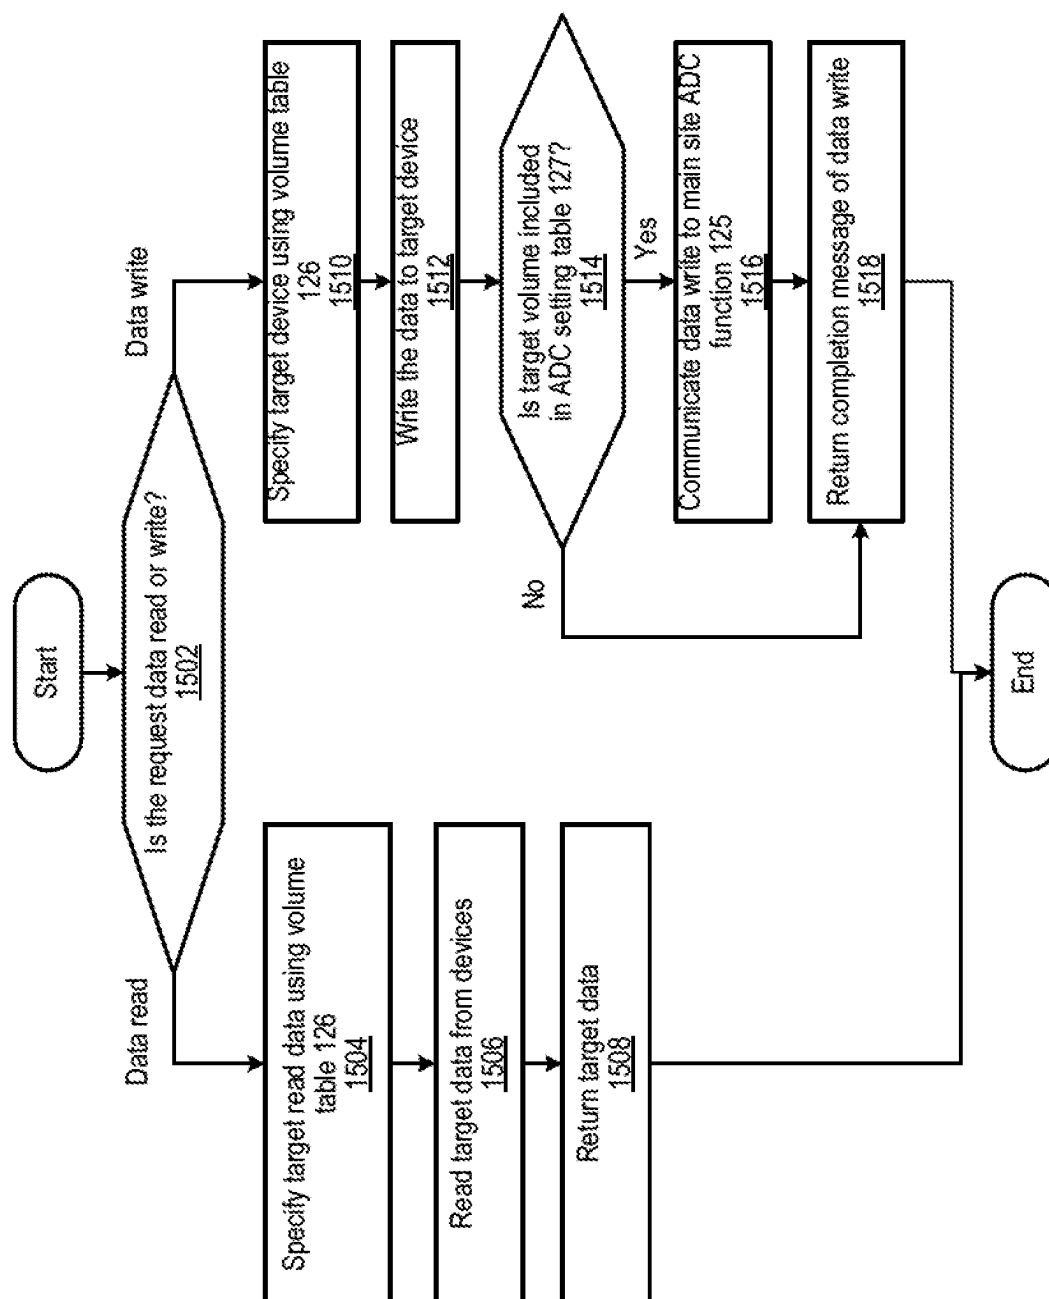 Start
Is the request data read or write?
1502
Data read
Specify target read data using volume
table 126
1504
Read target data from devices
1506
Return target data
1508
Data write
Specify target device using volume table
126
1510
Write the data to target device
1512
Is target volume included
in ADC setting table 127?
1514
No
Yes
Communicate data write to main site ADC
function 125
1516
Return completion message of data write
1518
End